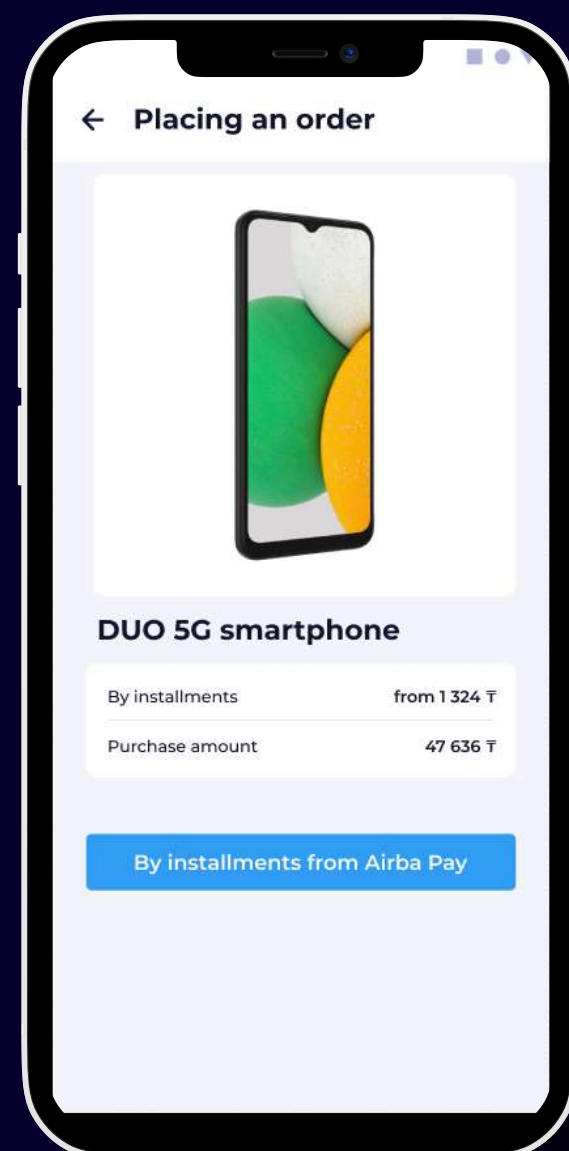 Placing an order
DUO 5G smartphone
By installments from 1 324 ₸
Purchase amount 47 636 ₸
By installments from Airba Pay